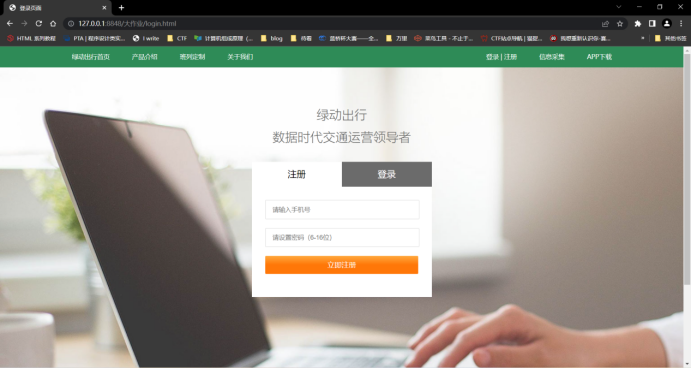 登录页面
127.0.0.1:8848/大作业/login.html
HTML 系列教程 PTA | 程序设计类实... I write CTF 计算机组成原理（... blog 待看 蓝桥杯大赛——全... 万里 菜鸟工具 - 不止于... CTF站点导航 | 猫捉... 我想重新认识你-寡... » 其他书签
绿动出行首页 产品介绍 班列定制 关于我们 登录 | 注册 信息采集 APP下载
绿动出行
数据时代交通运营领导者
注册 登录
请输入手机号
请设置密码（6-16位）
立即注册